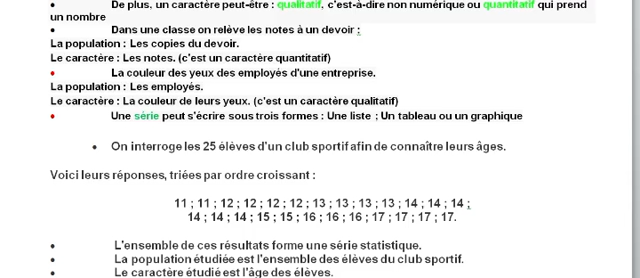 • De plus, un caractère peut-être : qualitatif, c'est-à-dire non numérique ou quantitatif qui prend
un nombre
• Dans une classe on relève les notes à un devoir :
La population : Les copies du devoir.
Le caractère : Les notes. (c'est un caractère quantitatif)
• La couleur des yeux des employés d'une entreprise.
La population : Les employés.
Le caractère : La couleur de leurs yeux. (c'est un caractère qualitatif)
• Une série peut s'écrire sous trois formes : Une liste ; Un tableau ou un graphique
• On interroge les 25 élèves d'un club sportif afin de connaître leurs âges.
Voici leurs réponses, triées par ordre croissant :
11 ; 11 ; 12 ; 12 ; 12 ; 12 ; 13 ; 13 ; 13 ; 13 ; 14 ; 14 ; 14 ;
14 ; 14 ; 14 ; 15 ; 15 ; 16 ; 16 ; 16 ; 17 ; 17 ; 17 ; 17.
• L'ensemble de ces résultats forme une série statistique.
• La population étudiée est l'ensemble des élèves du club sportif.
• Le caractère étudié est l'âge des élèves.